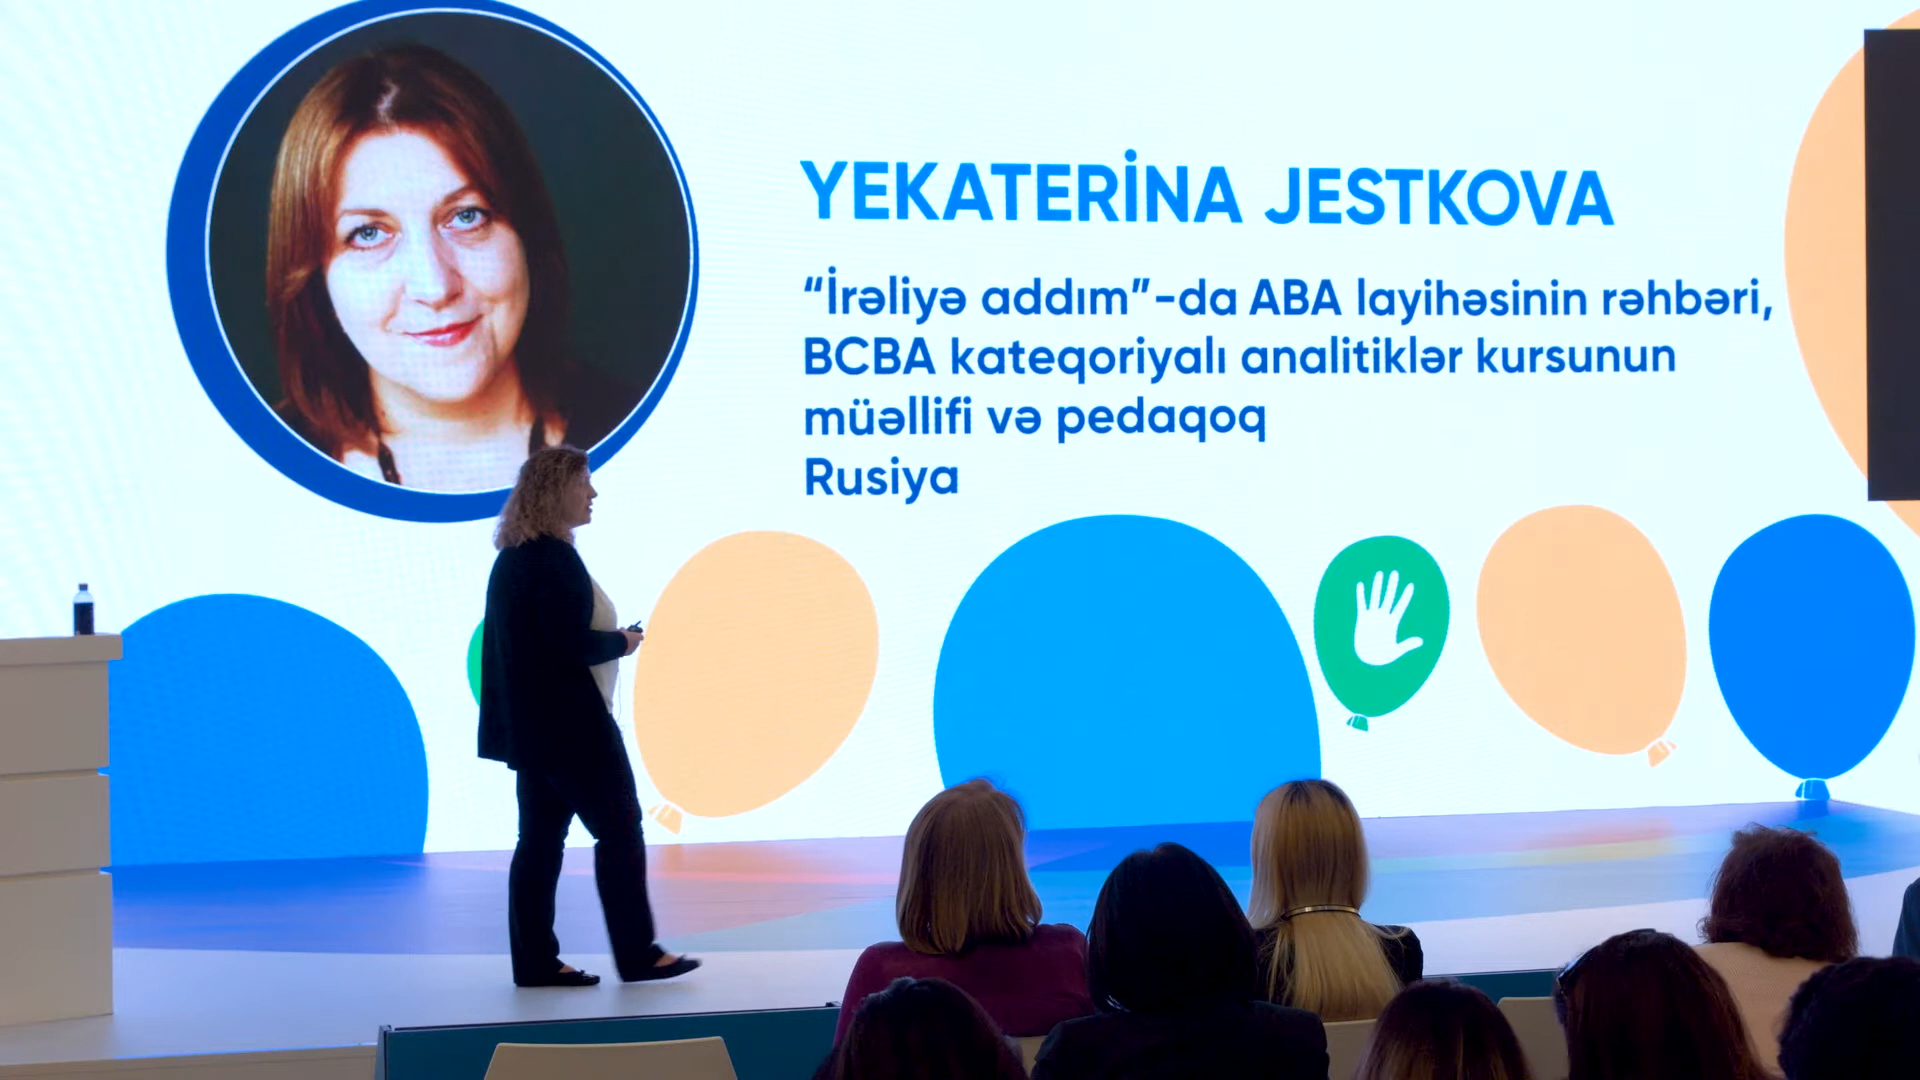 YEKATERİNA JESTKOVA
“İrəliyə addım”-da ABA layihəsinin rəhbəri,
BCBA kateqoriyalı analitiklər kursunun
müəllifi və pedaqoq
Rusiya